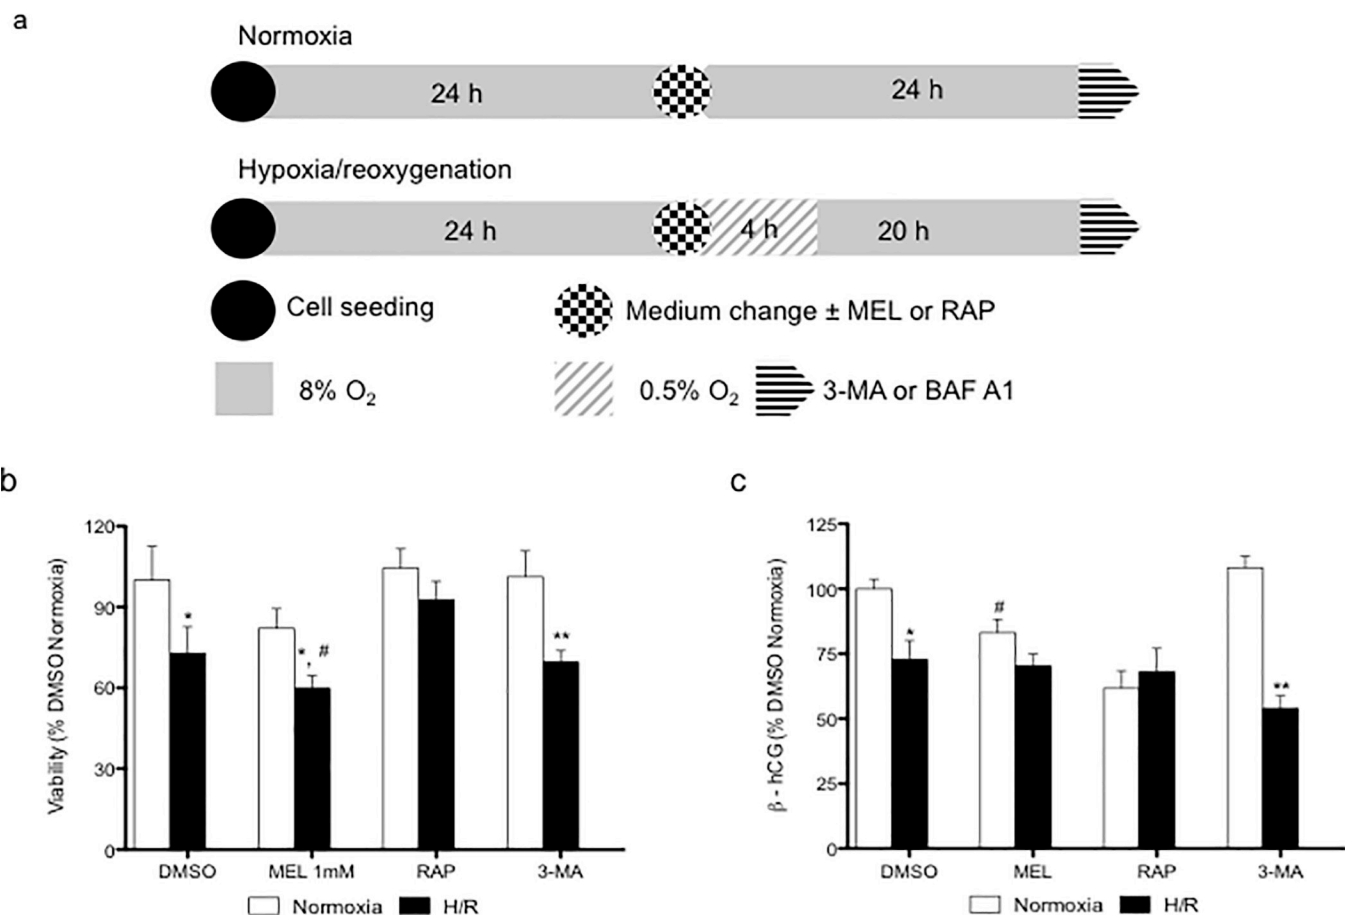 a
Normoxia
24 h
24 h
Hypoxia/reoxygenation
24 h
4 h
20 h
Cell seeding
Medium change ± MEL or RAP
8% O₂
0.5% O₂
3-MA or BAF A1
b
Viability (% DMSO Normoxia)
120
90
60
30
0
*
*, #
**
DMSO
MEL 1mM
RAP
3-MA
Normoxia
H/R
c
β - hCG (% DMSO Normoxia)
125
100
75
50
25
0
*
#
**
DMSO
MEL
RAP
3-MA
Normoxia
H/R